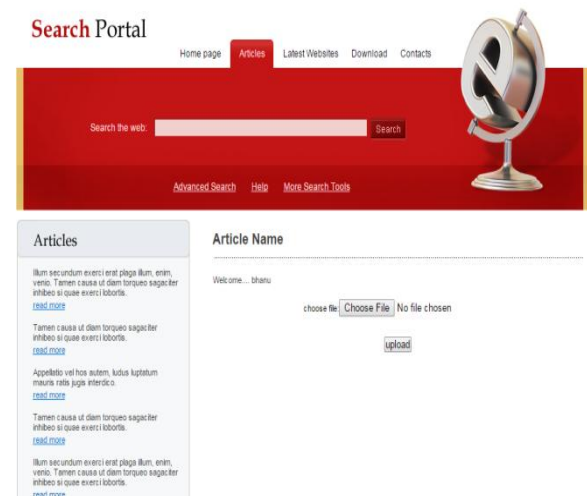 Search Portal
Home page Articles Latest Websites Download Contacts
Search the web: Search
Advanced Search Help More Search Tools
Articles
Illum secundum exerci erat plaga illum, enim,
venio. Tamen causa ut diam torqueo sagaciter
inhibeo si quae exerci lobortis.
read more
Tamen causa ut diam torqueo sagaciter
inhibeo si quae exerci lobortis.
read more
Appellatio vel hos autem, ludus luptatum
mauris ratis jugis interdico.
read more
Tamen causa ut diam torqueo sagaciter
inhibeo si quae exerci lobortis.
read more
Illum secundum exerci erat plaga illum, enim,
venio. Tamen causa ut diam torqueo sagaciter
inhibeo si quae exerci lobortis.
read more
Article Name
Welcome... bhanu
choose file: Choose File No file chosen
upload